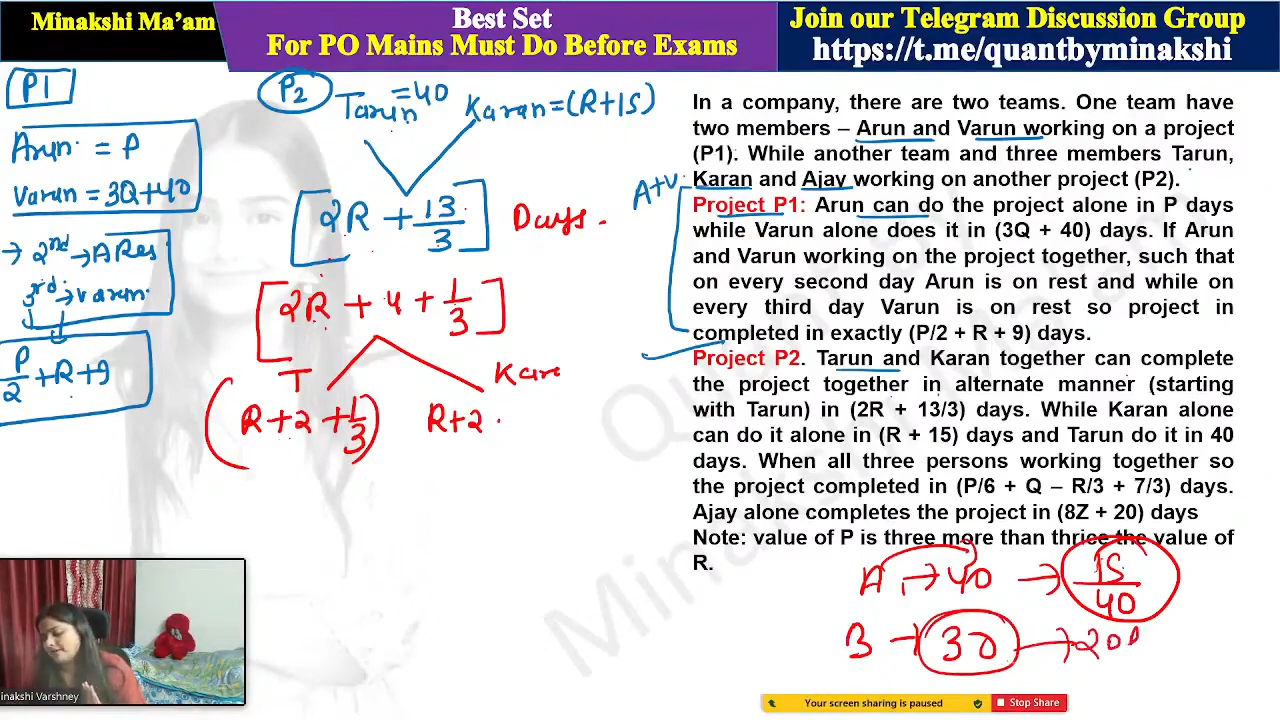 Minakshi Ma’am
Best Set
For PO Mains Must Do Before Exams
Join our Telegram Discussion Group
https://t.me/quantbyminakshi
P1
Arun = P
Varun = 3Q+40
→ 2nd → A Res
3rd → varun
P/2 + R + 9
P2
Tarun = 40
Karan = (R+15)
[2R + 13/3] Days.
[2R + 4 + 1/3]
T
Kara
(R+2 + 1/3)
R+2
A+V
In a company, there are two teams. One team have
two members – Arun and Varun working on a project
(P1). While another team and three members Tarun,
Karan and Ajay working on another project (P2).
Project P1: Arun can do the project alone in P days
while Varun alone does it in (3Q + 40) days. If Arun
and Varun working on the project together, such that
on every second day Arun is on rest and while on
every third day Varun is on rest so project in
completed in exactly (P/2 + R + 9) days.
Project P2. Tarun and Karan together can complete
the project together in alternate manner (starting
with Tarun) in (2R + 13/3) days. While Karan alone
can do it alone in (R + 15) days and Tarun do it in 40
days. When all three persons working together so
the project completed in (P/6 + Q – R/3 + 7/3) days.
Ajay alone completes the project in (8Z + 20) days
Note: value of P is three more than thrice the value of
R.
A → 40 → 15/40
B → 30 →
Minakshi M
inakshi Varshney
Your screen sharing is paused
Stop Share